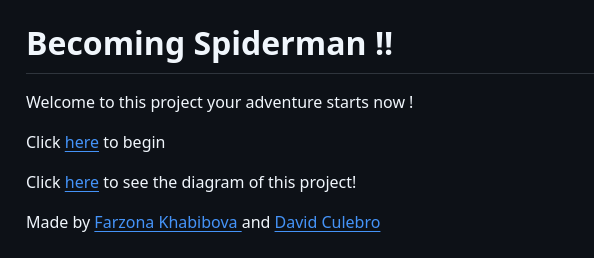 Becoming Spiderman !!
Welcome to this project your adventure starts now !
Click here to begin
Click here to see the diagram of this project!
Made by Farzona Khabibova and David Culebro